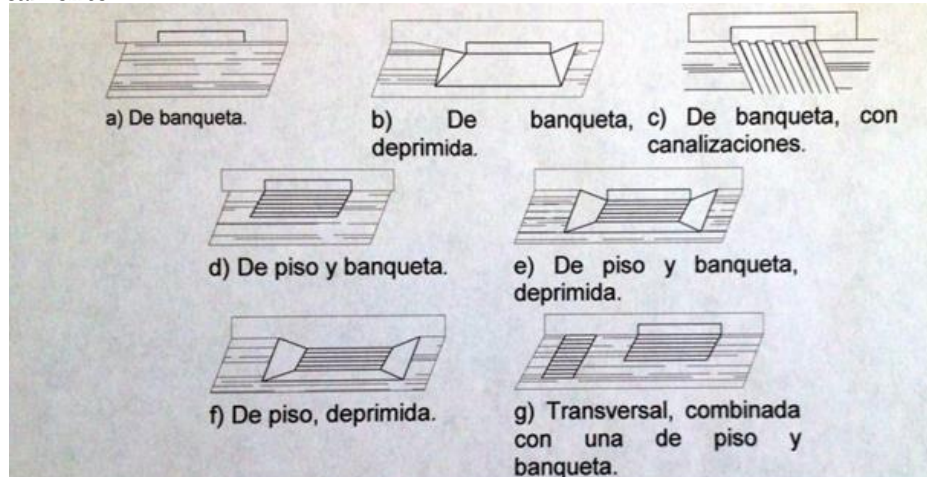 a) De banqueta.
b) De banqueta,
deprimida.
c) De banqueta, con
canalizaciones.
d) De piso y banqueta.
e) De piso y banqueta,
deprimida.
f) De piso, deprimida.
g) Transversal, combinada
con una de piso y
banqueta.